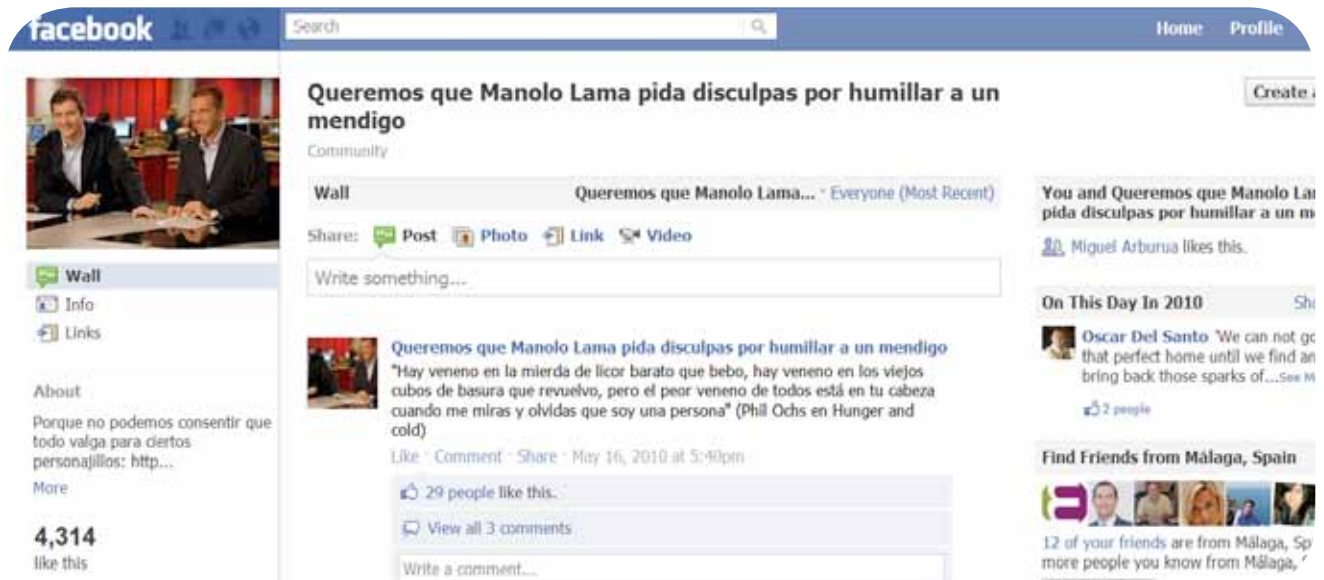 facebook
Search
Home Profile
Queremos que Manolo Lama pida disculpas por humillar a un
mendigo
Community
Create
Wall
Info
Links
About
Porque no podemos consentir que
todo valga para ciertos
personajillos: http...
More
4,314
like this
Wall Queremos que Manolo Lama... · Everyone (Most Recent)
Share: Post Photo Link Video
Write something...
Queremos que Manolo Lama pida disculpas por humillar a un mendigo
"Hay veneno en la mierda de licor barato que bebo, hay veneno en los viejos
cubos de basura que revuelvo, pero el peor veneno de todos está en tu cabeza
cuando me miras y olvidas que soy una persona" (Phil Ochs en Hunger and
cold)
Like · Comment · Share · May 16, 2010 at 5:40pm
29 people like this.
View all 3 comments
Write a comment...
You and Queremos que Manolo
pida disculpas por humillar a un
Miguel Arburua likes this.
On This Day In 2010
Oscar Del Santo "We can not
that perfect home until we find
bring back those sparks of...See
2 people
Find Friends from Málaga, Spain
12 of your friends are from Málaga,
more people you know from Málaga,